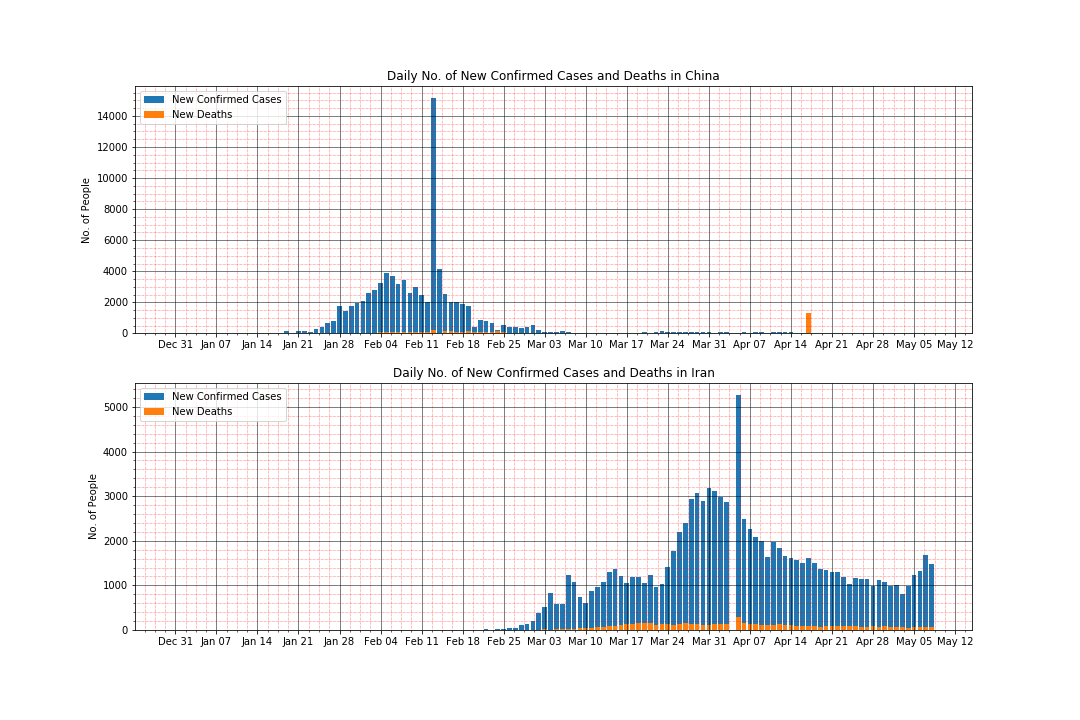 Daily No. of New Confirmed Cases and Deaths in China
New Confirmed Cases
New Deaths
No. of People
14000
12000
10000
8000
6000
4000
2000
0
Dec 31 Jan 07 Jan 14 Jan 21 Jan 28 Feb 04 Feb 11 Feb 18 Feb 25 Mar 03 Mar 10 Mar 17 Mar 24 Mar 31 Apr 07 Apr 14 Apr 21 Apr 28 May 05 May 12
Daily No. of New Confirmed Cases and Deaths in Iran
New Confirmed Cases
New Deaths
No. of People
5000
4000
3000
2000
1000
0
Dec 31 Jan 07 Jan 14 Jan 21 Jan 28 Feb 04 Feb 11 Feb 18 Feb 25 Mar 03 Mar 10 Mar 17 Mar 24 Mar 31 Apr 07 Apr 14 Apr 21 Apr 28 May 05 May 12